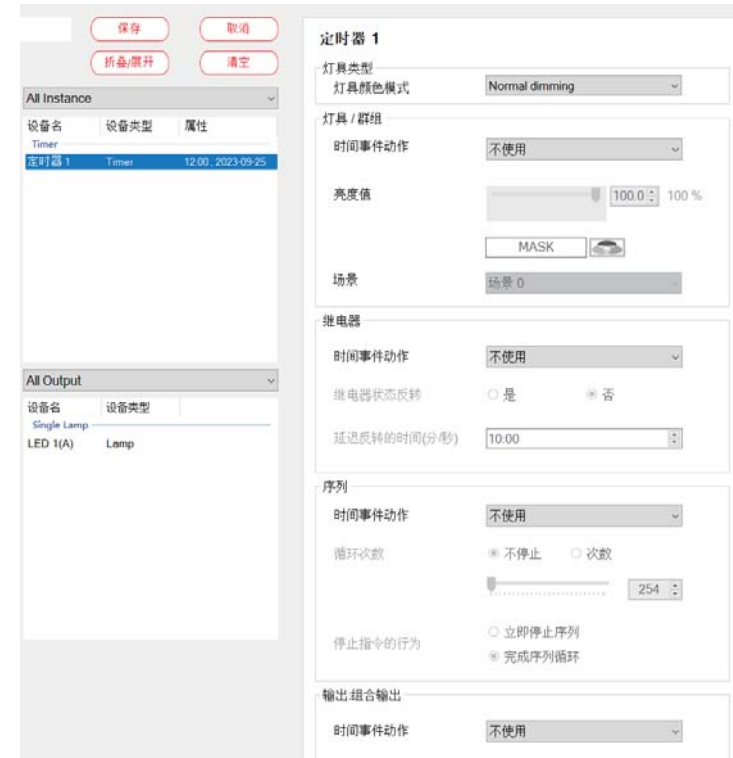 保存
取消
折叠/展开
清空
All Instance
设备名 设备类型 属性
Timer
定时器 1 Timer 12:00 , 2023-09-25
All Output
设备名 设备类型
Single Lamp
LED 1(A) Lamp
定时器 1
灯具类型
灯具颜色模式 Normal dimming
灯具 / 群组
时间事件动作 不使用
亮度值 100.0 100 %
MASK
场景 场景 0
继电器
时间事件动作 不使用
继电器状态反转 是 否
延迟反转的时间(分/秒) 10:00
序列
时间事件动作 不使用
循环次数 不停止 次数
254
停止指令的行为 立即停止序列
完成序列循环
输出:组合输出
时间事件动作 不使用